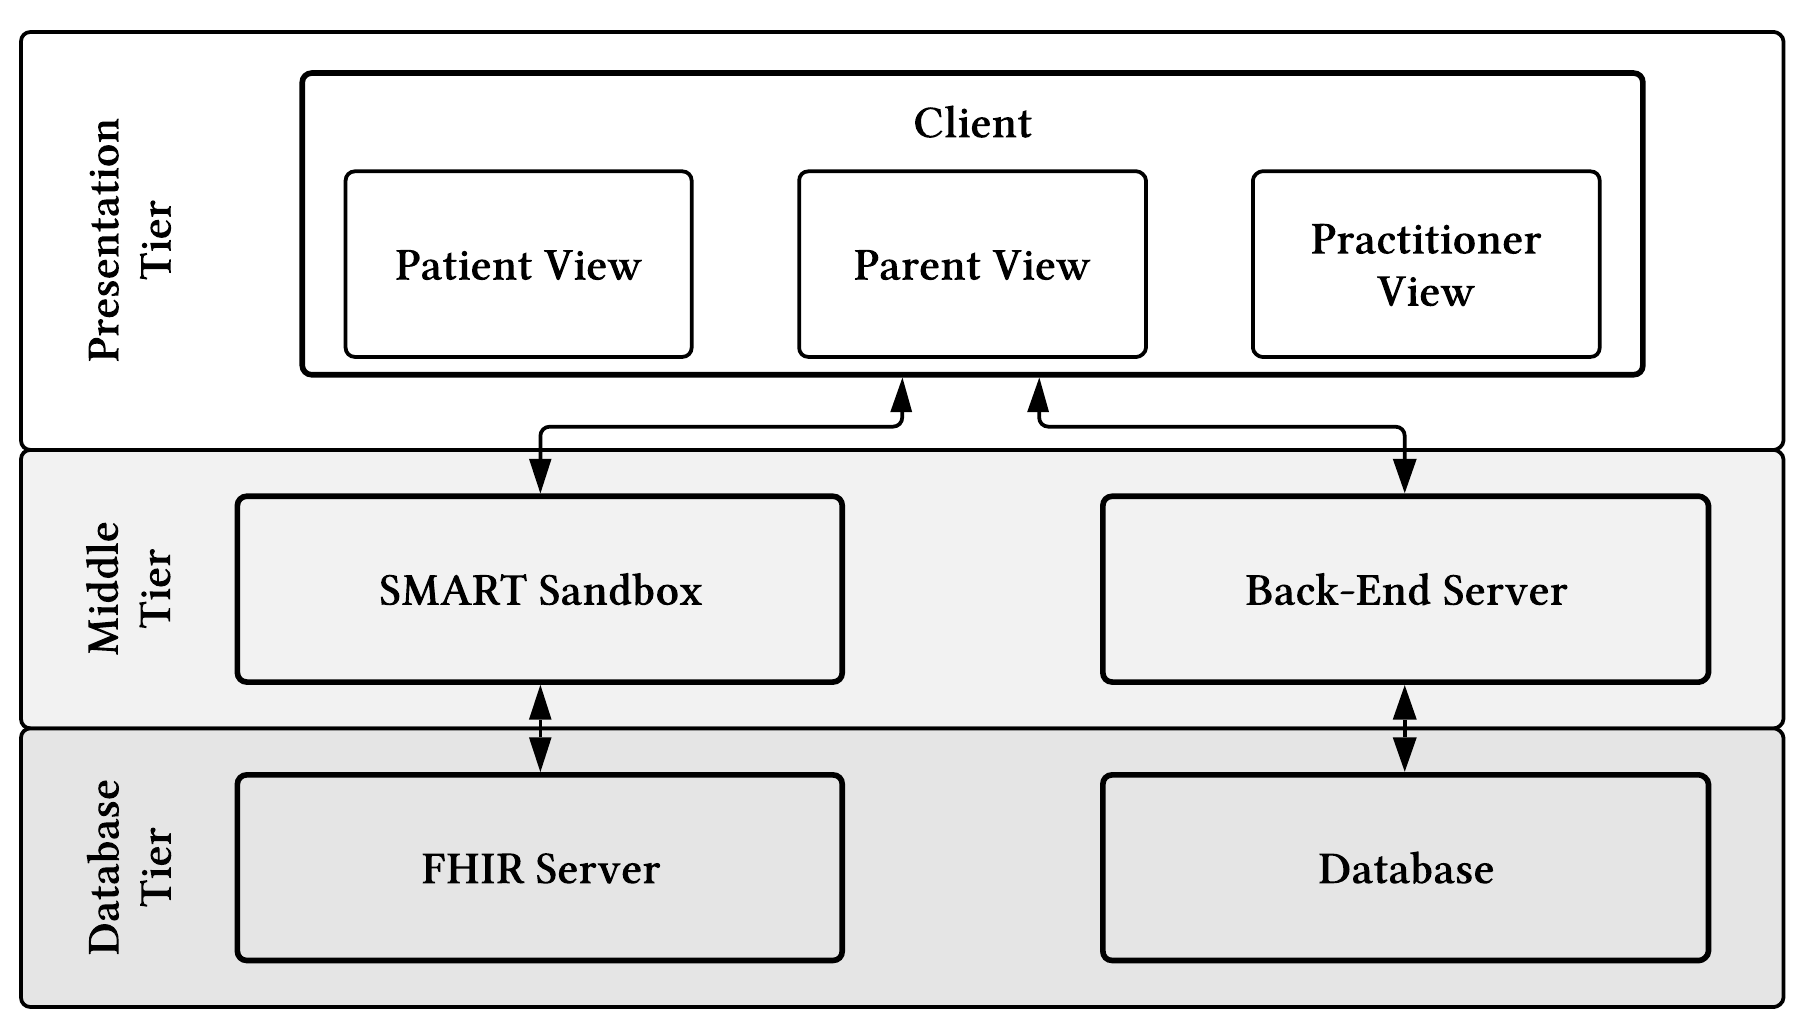 Presentation
Tier
Client
Patient View
Parent View
Practitioner
View
Middle
Tier
SMART Sandbox
Back-End Server
Database
Tier
FHIR Server
Database